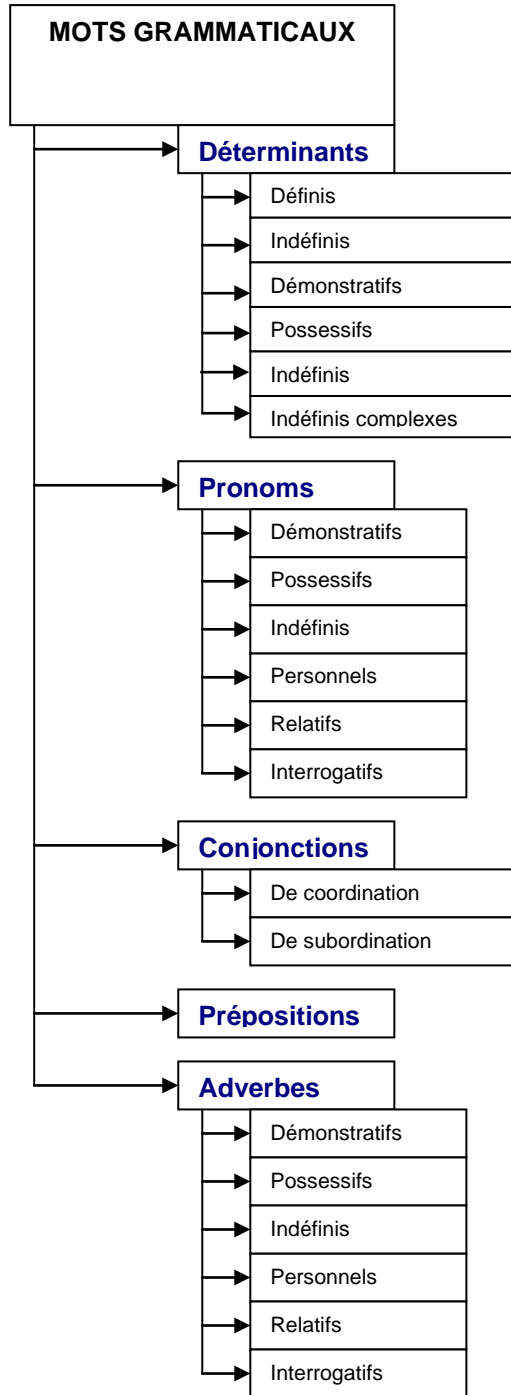 MOTS GRAMMATICAUX
Déterminants
Définis
Indéfinis
Démonstratifs
Possessifs
Indéfinis
Indéfinis complexes
Pronoms
Démonstratifs
Possessifs
Indéfinis
Personnels
Relatifs
Interrogatifs
Conjonctions
De coordination
De subordination
Prépositions
Adverbes
Démonstratifs
Possessifs
Indéfinis
Personnels
Relatifs
Interrogatifs